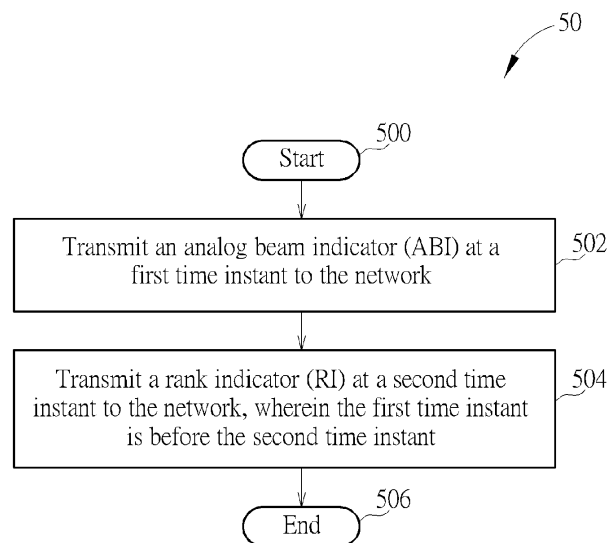 50
500
Start
Transmit an analog beam indicator (ABI) at a
first time instant to the network
502
Transmit a rank indicator (RI) at a second time
instant to the network, wherein the first time instant
is before the second time instant
504
506
End